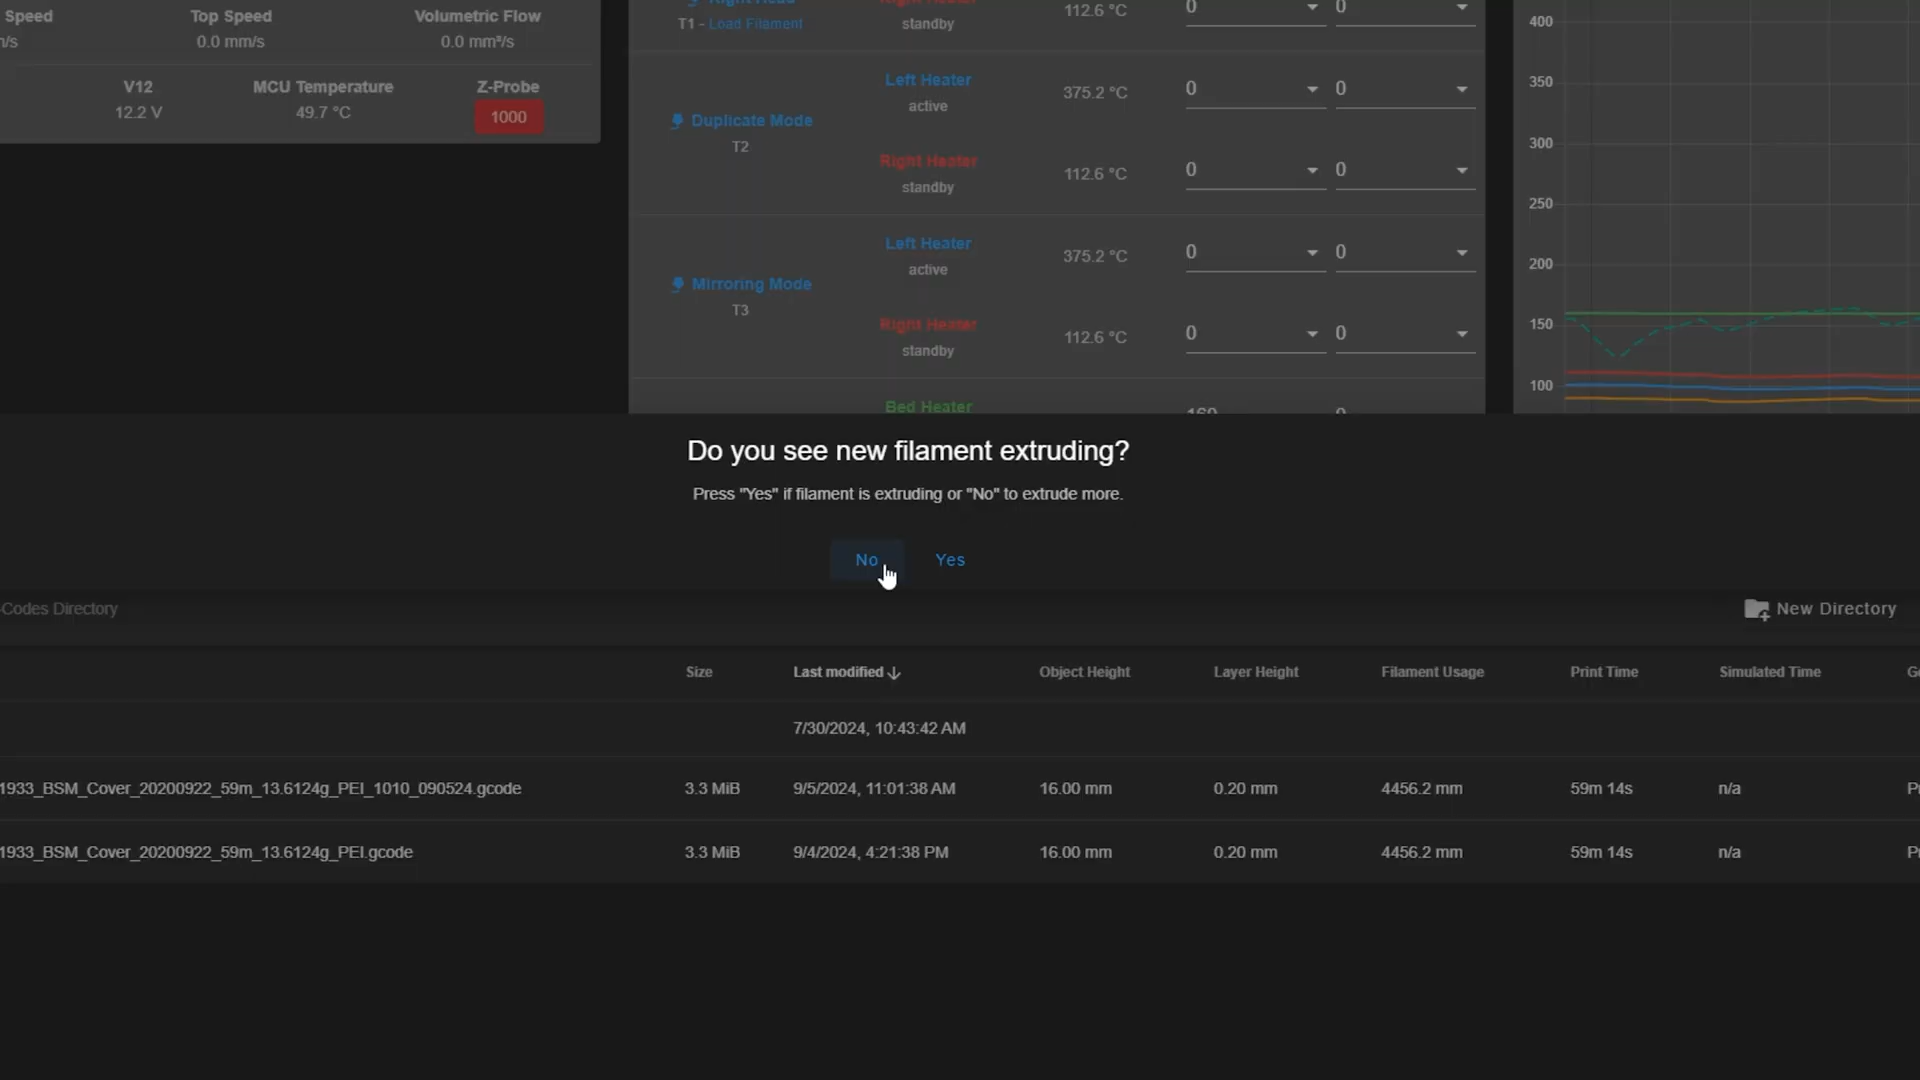 Speed
Top Speed
Volumetric Flow
0.0 mm/s
0.0 mm³/s
V12
MCU Temperature
Z-Probe
12.2 V
49.7 °C
1000
T1 - Load Filament
standby
112.6 °C
0
0
Duplicate Mode
T2
Left Heater
active
375.2 °C
0
0
Right Heater
standby
112.6 °C
0
0
Mirroring Mode
T3
Left Heater
active
375.2 °C
0
0
Right Heater
standby
112.6 °C
0
0
Bed Heater
400
350
300
250
200
150
100
Do you see new filament extruding?
Press "Yes" if filament is extruding or "No" to extrude more.
No
Yes
-Codes Directory
New Directory
Size
Last modified
Object Height
Layer Height
Filament Usage
Print Time
Simulated Time
7/30/2024, 10:43:42 AM
1933_BSM_Cover_20200922_59m_13.6124g_PEI_1010_090524.gcode
3.3 MiB
9/5/2024, 11:01:38 AM
16.00 mm
0.20 mm
4456.2 mm
59m 14s
n/a
1933_BSM_Cover_20200922_59m_13.6124g_PEI.gcode
3.3 MiB
9/4/2024, 4:21:38 PM
16.00 mm
0.20 mm
4456.2 mm
59m 14s
n/a